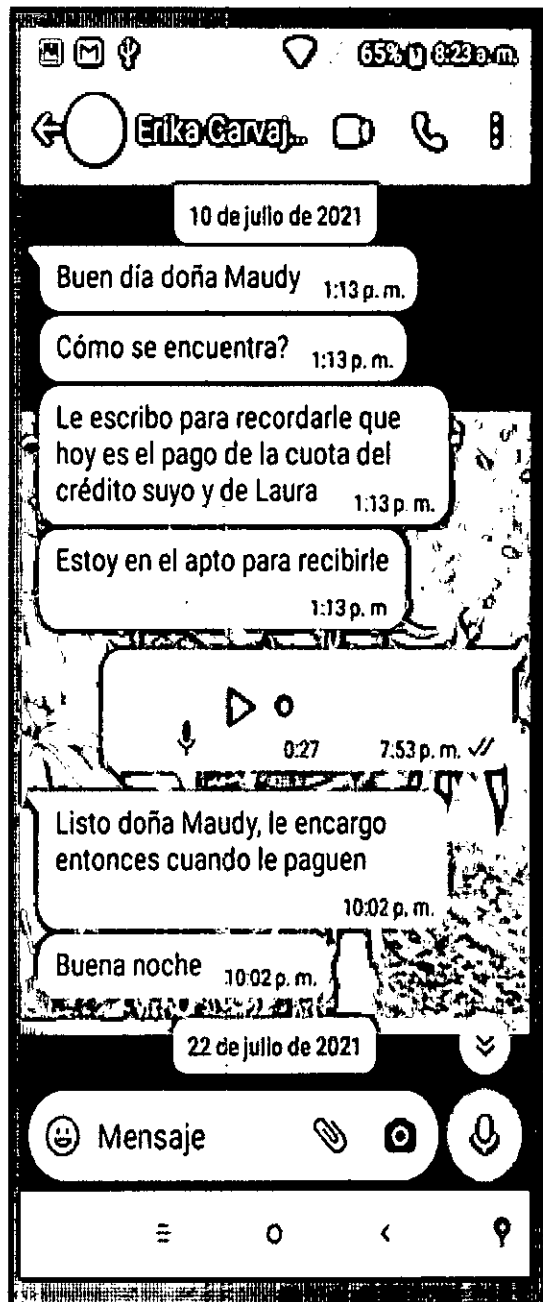 65% 8:23 a. m.
Erika Carvaj...
10 de julio de 2021
Buen día doña Maudy 1:13 p. m.
Cómo se encuentra? 1:13 p. m.
Le escribo para recordarle que
hoy es el pago de la cuota del
crédito suyo y de Laura 1:13 p. m.
Estoy en el apto para recibirle
1:13 p. m
0:27 7:53 p. m.
Listo doña Maudy, le encargo
entonces cuando le paguen
10:02 p. m.
Buena noche 10:02 p. m.
22 de julio de 2021
Mensaje